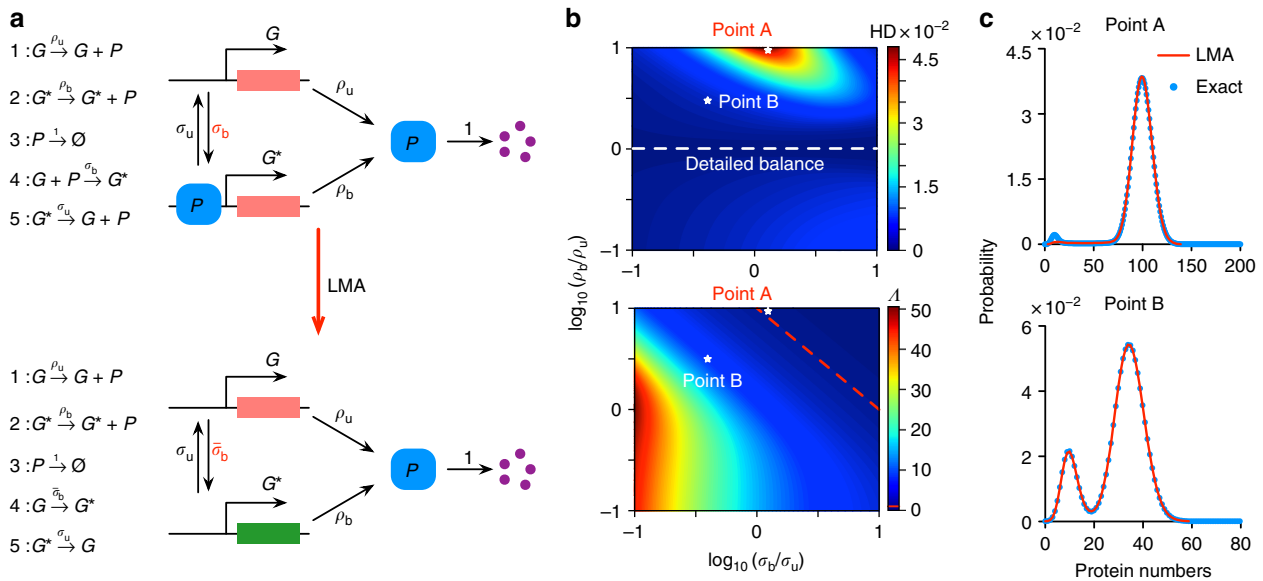 a
1 : G ρu→ G + P
2 : G* ρb→ G* + P
3 : P 1→ Ø
4 : G + P σb→ G*
5 : G* σu→ G + P
G
σu
σb
ρu
P
G*
ρb
P
1
LMA
1 : G ρu→ G + P
2 : G* ρb→ G* + P
3 : P 1→ Ø
4 : G σ̄b→ G*
5 : G* σu→ G
G
σu
σ̄b
ρu
G*
ρb
P
1
b
Point A
HD × 10⁻²
1
0
−1
−1
0
1
Point B
Detailed balance
4
3
2
1
0
log₁₀ (ρb/ρu)
Point A
Λ
1
0
−1
−1
0
1
Point B
50
40
30
20
10
0
log₁₀ (σb/σu)
c
Point A
× 10⁻²
4.5
3
1.5
0
0
50
100
150
200
LMA
Exact
Probability
Point B
× 10⁻²
6
4
2
0
0
20
40
60
80
Protein numbers